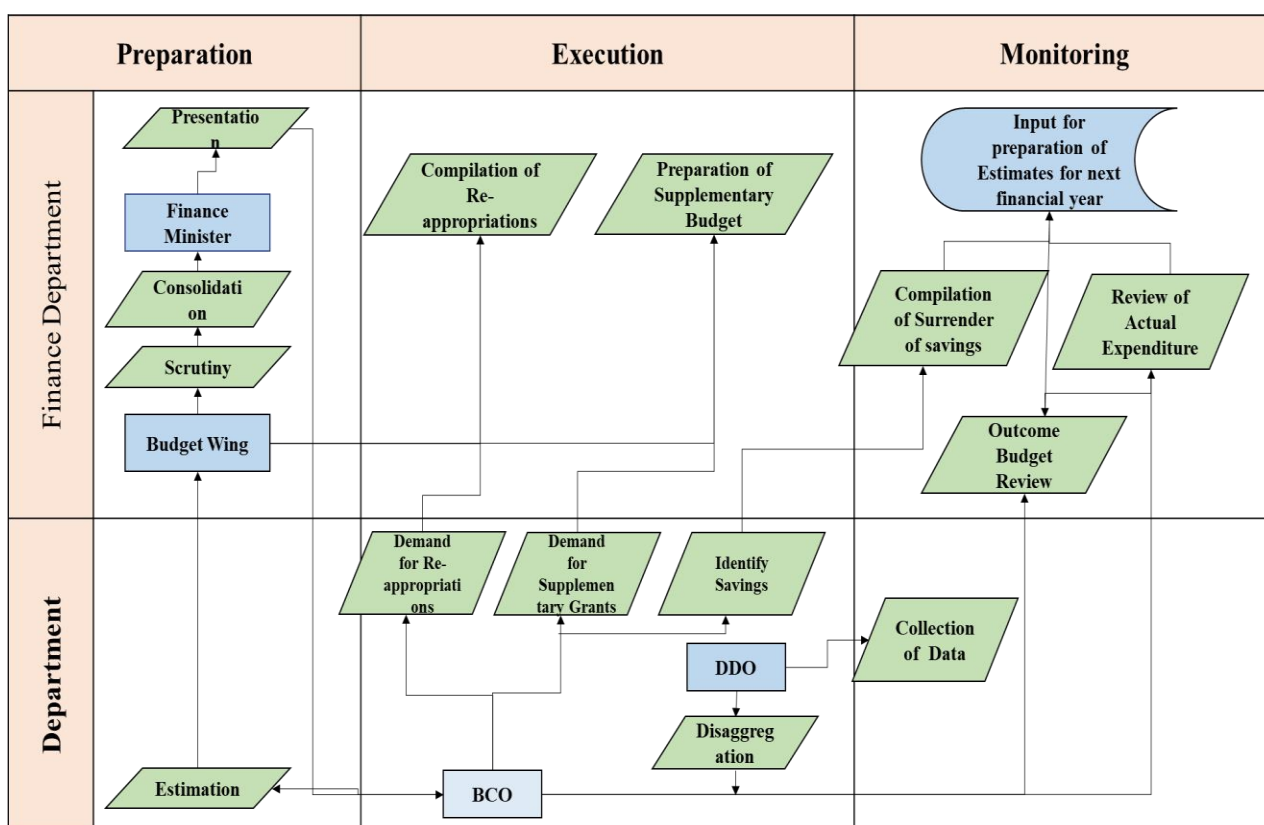 Preparation
Execution
Monitoring
Finance Department
Presentatio
n
Finance
Minister
Consolidati
on
Scrutiny
Budget Wing
Compilation of
Re-
appropriations
Preparation of
Supplementary
Budget
Input for
preparation of
Estimates for next
financial year
Compilation
of Surrender
of savings
Review of
Actual
Expenditure
Outcome
Budget
Review
Department
Demand
for Re-
appropriati
ons
Demand
for
Supplemen
tary Grants
Identify
Savings
DDO
Collection
of Data
Disaggreg
ation
Estimation
BCO